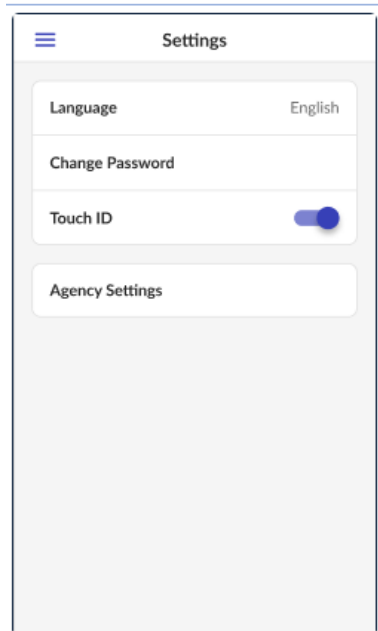 Settings
Language English
Change Password
Touch ID
Agency Settings